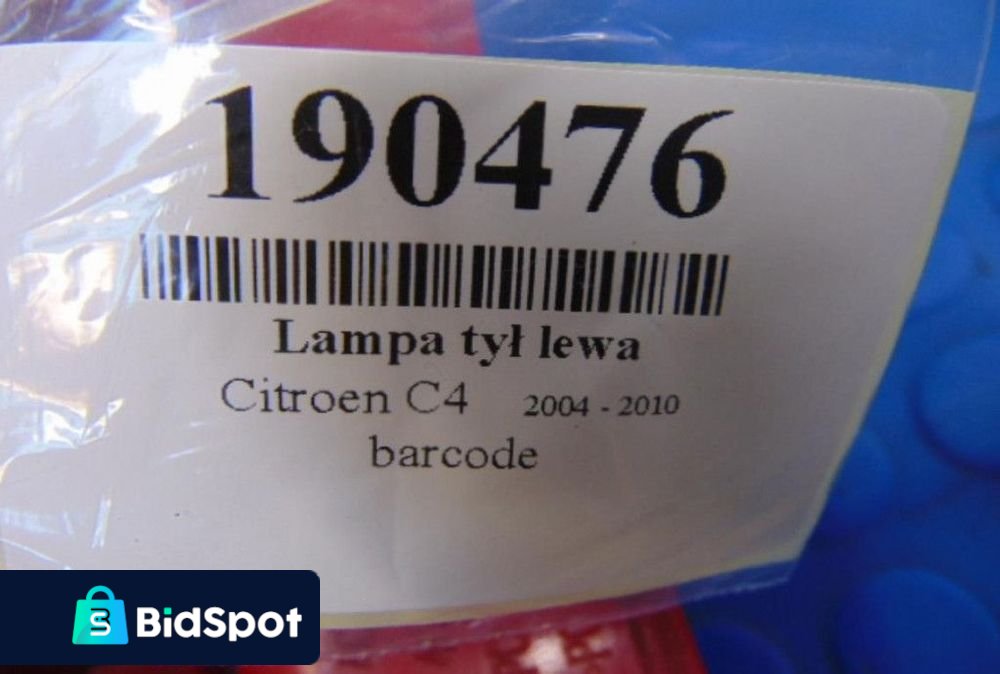 190476
Lampa tył lewa
Citroen C4 2004 - 2010
barcode
BidSpot